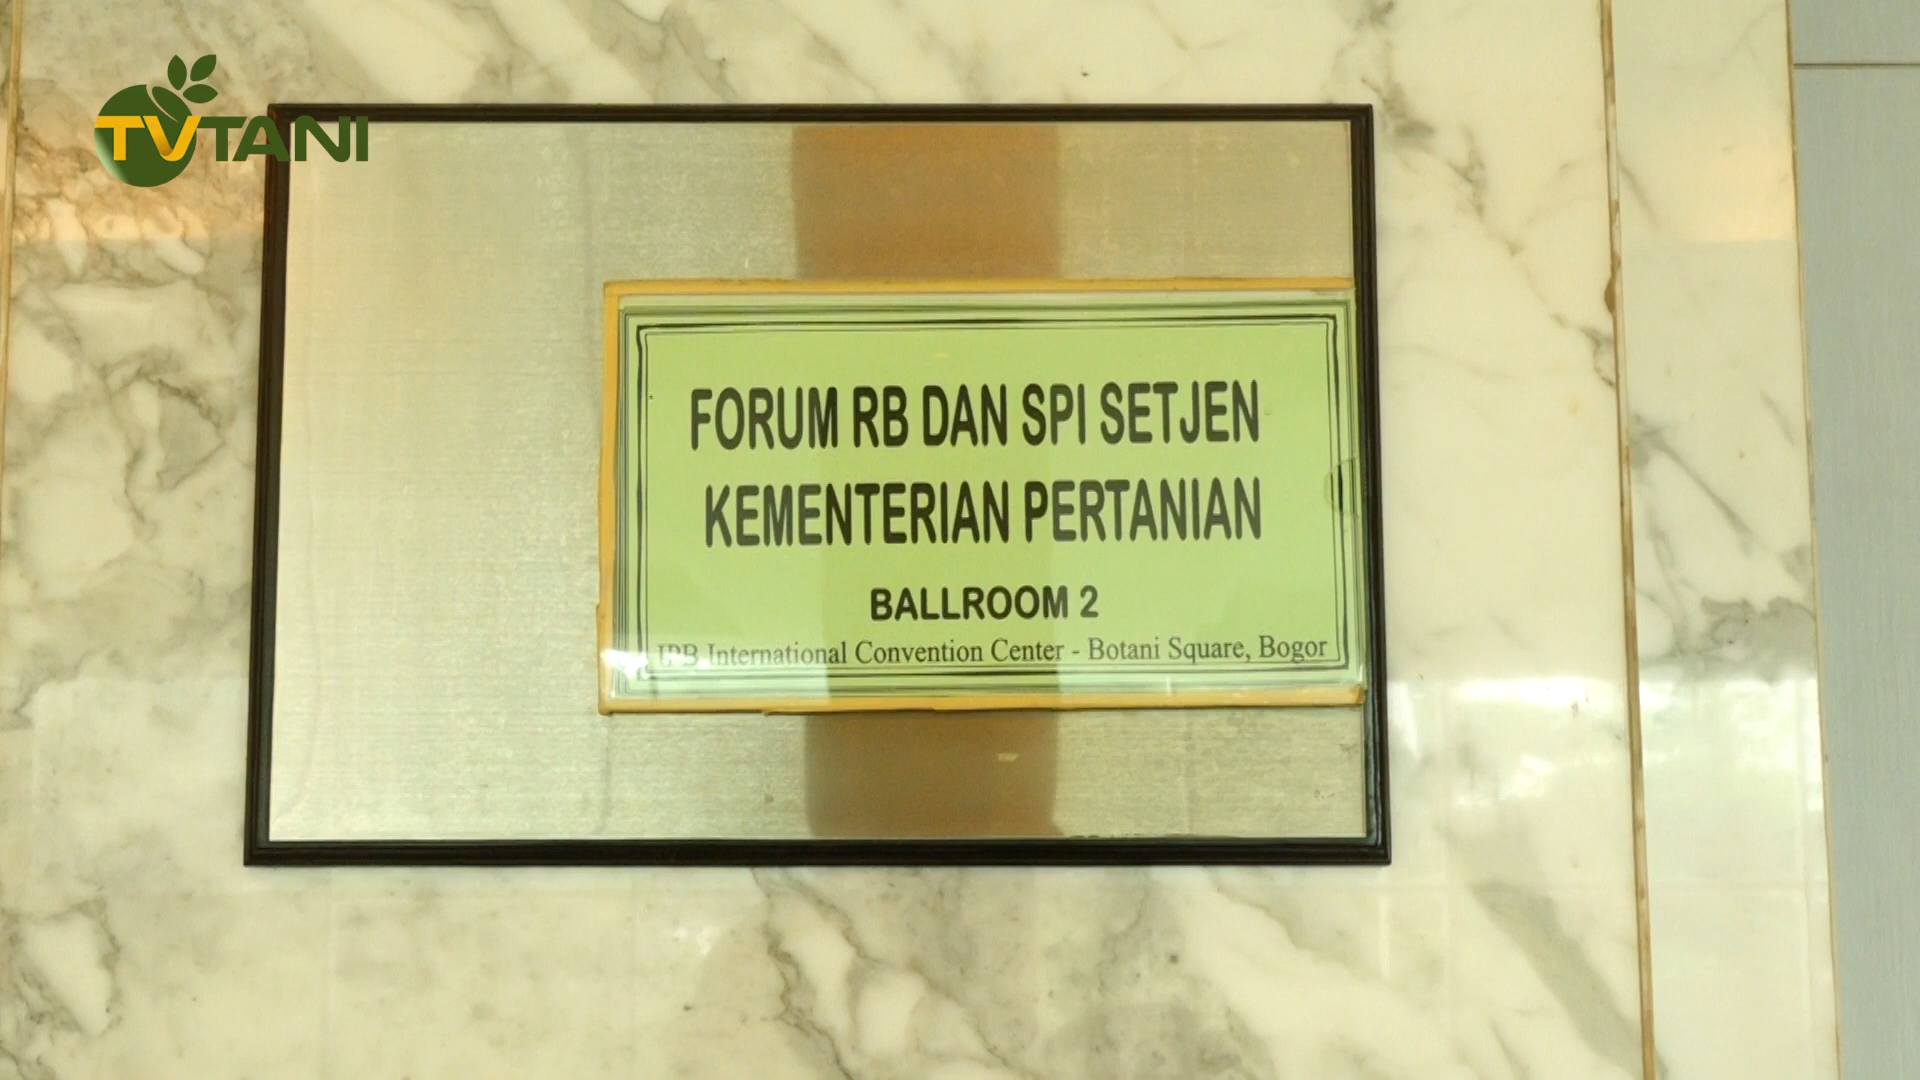 TVTANI
FORUM RB DAN SPI SETJEN
KEMENTERIAN PERTANIAN
BALLROOM 2
IPB International Convention Center - Botani Square, Bogor